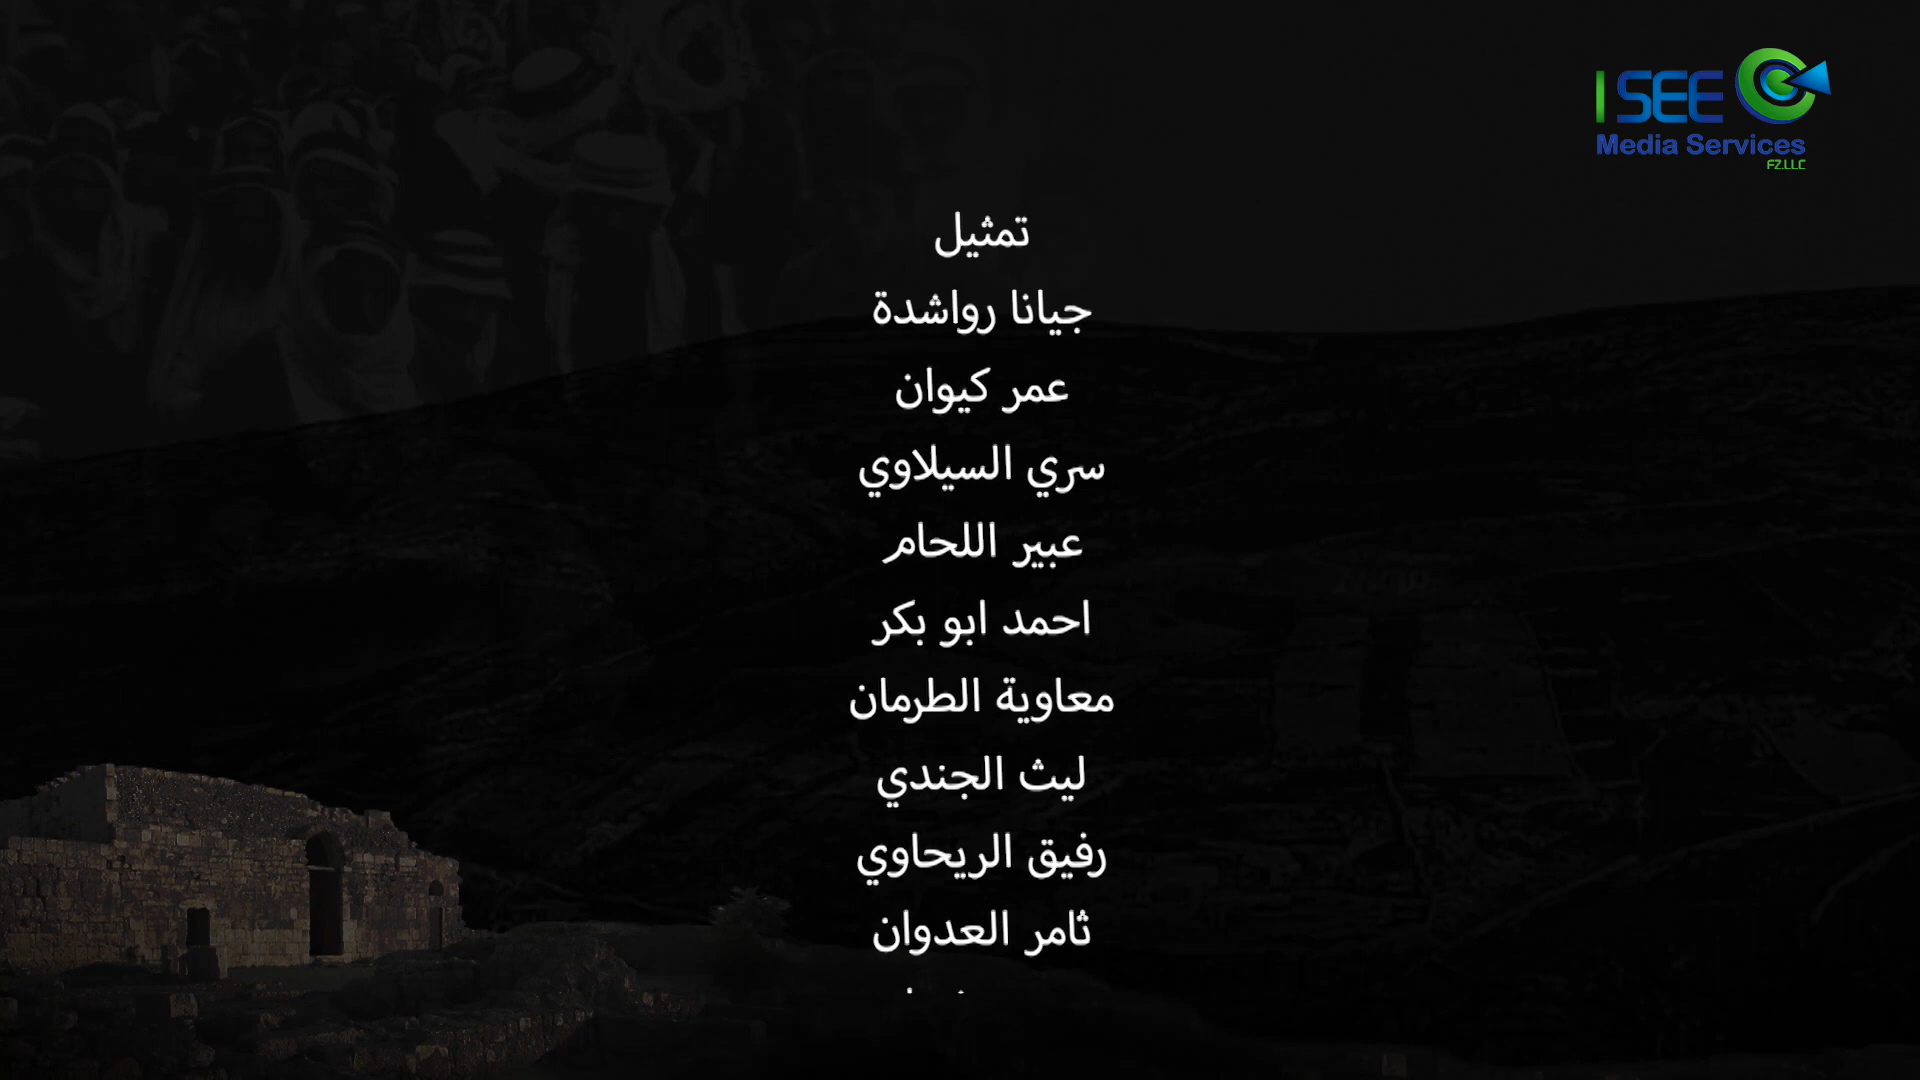 I SEE
Media Services
FZ.LLC
تمثيل
جيانا رواشدة
عمر كيوان
سري السيلاوي
عبير اللحام
احمد ابو بكر
معاوية الطرمان
ليث الجندي
رفيق الريحاوي
ثامر العدوان